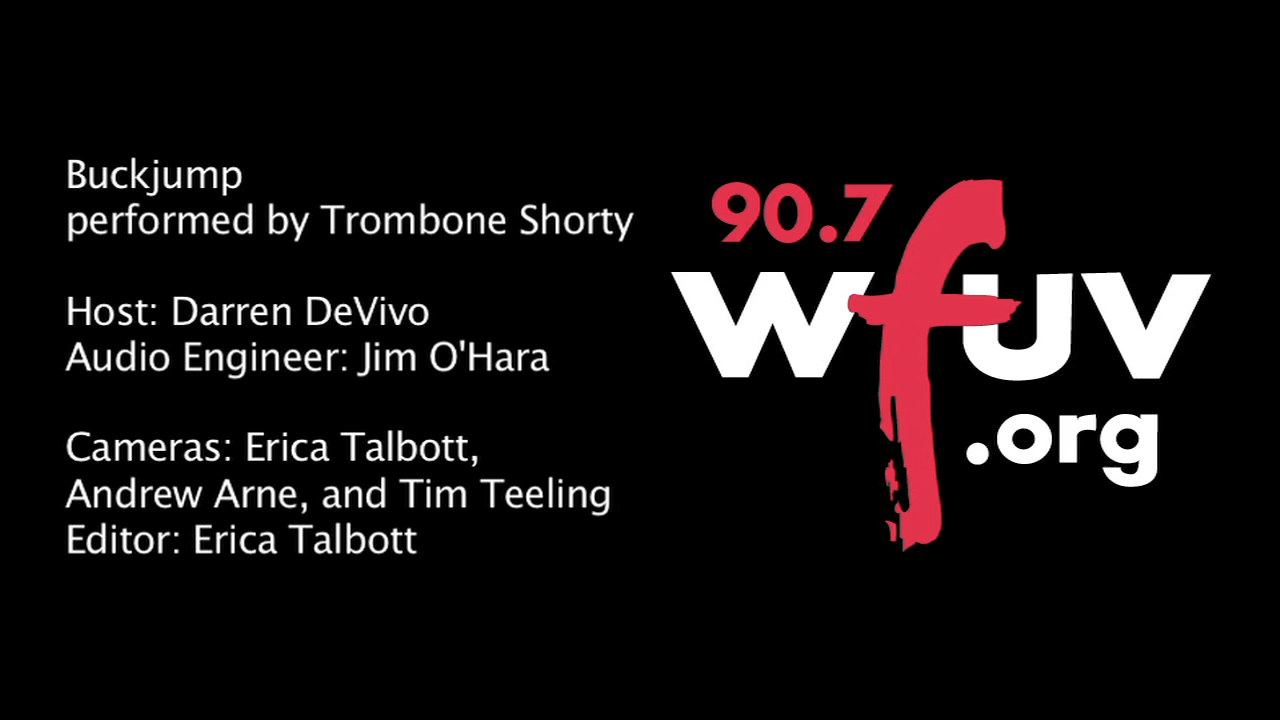 Buckjump
performed by Trombone Shorty
Host: Darren DeVivo
Audio Engineer: Jim O'Hara
Cameras: Erica Talbott,
Andrew Arne, and Tim Teeling
Editor: Erica Talbott
90.7
wfuv
.org